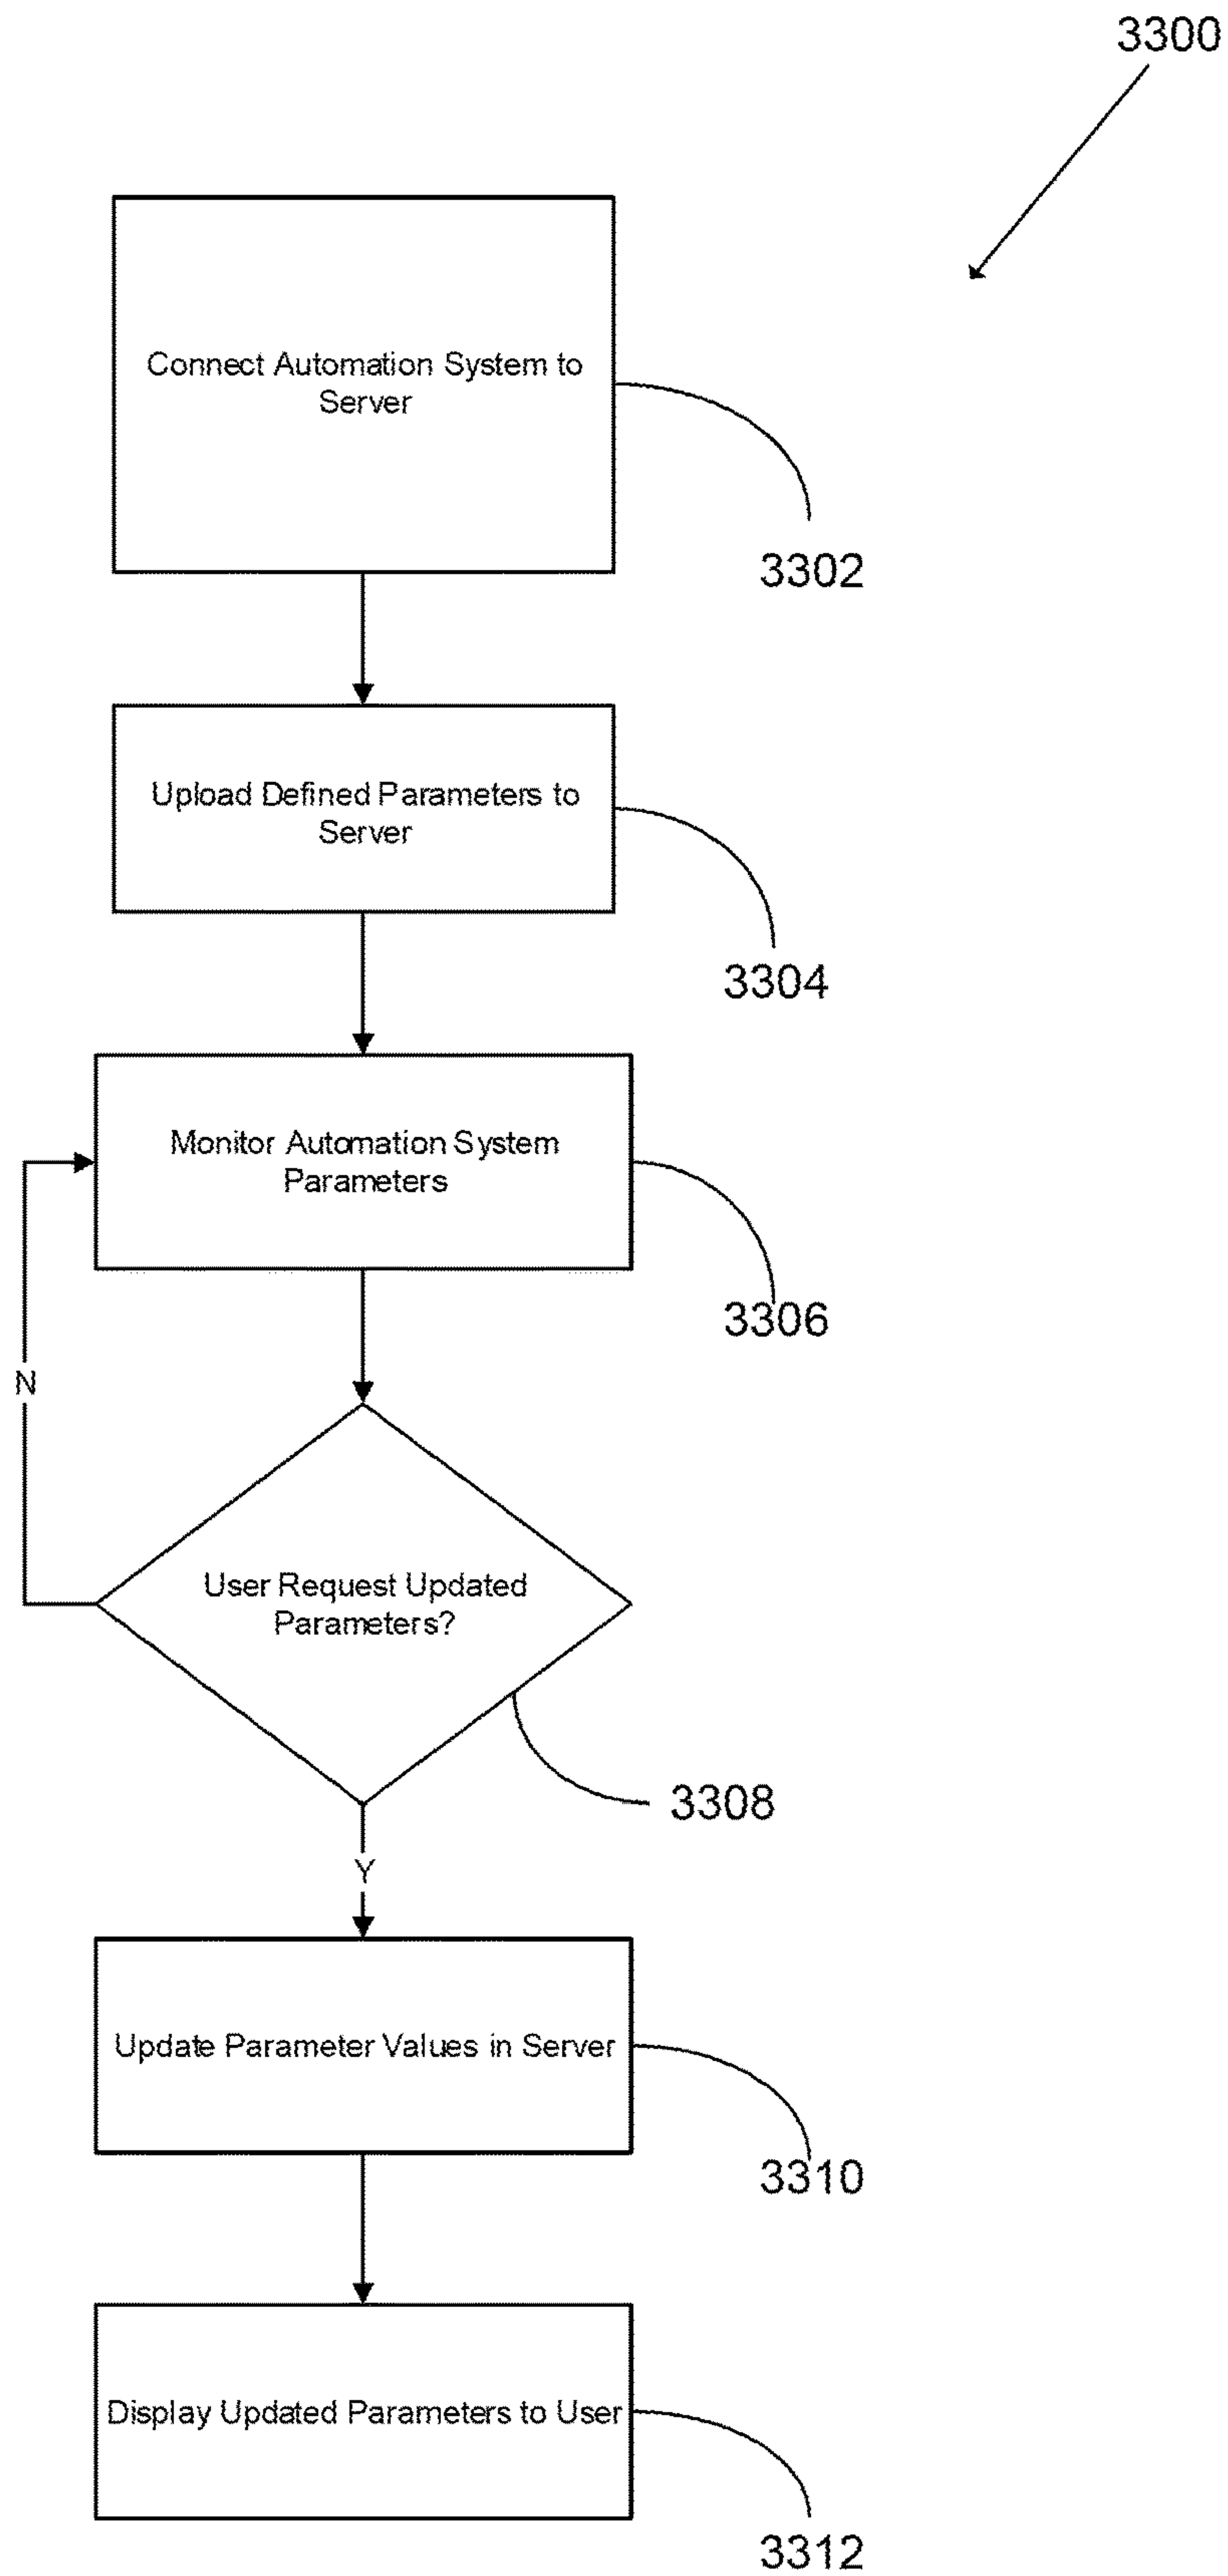 3300
Connect Automation System to
Server
3302
Upload Defined Parameters to
Server
3304
Monitor Automation System
Parameters
3306
N
User Request Updated
Parameters?
3308
Y
Update Parameter Values in Server
3310
Display Updated Parameters to User
3312